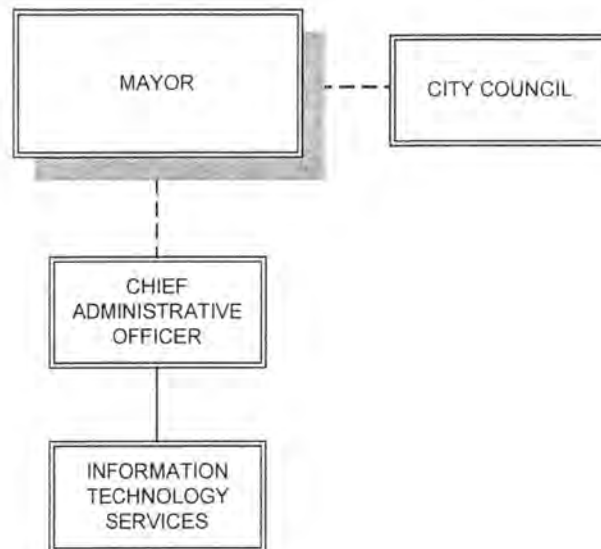 MAYOR
CITY COUNCIL
CHIEF
ADMINISTRATIVE
OFFICER
INFORMATION
TECHNOLOGY
SERVICES